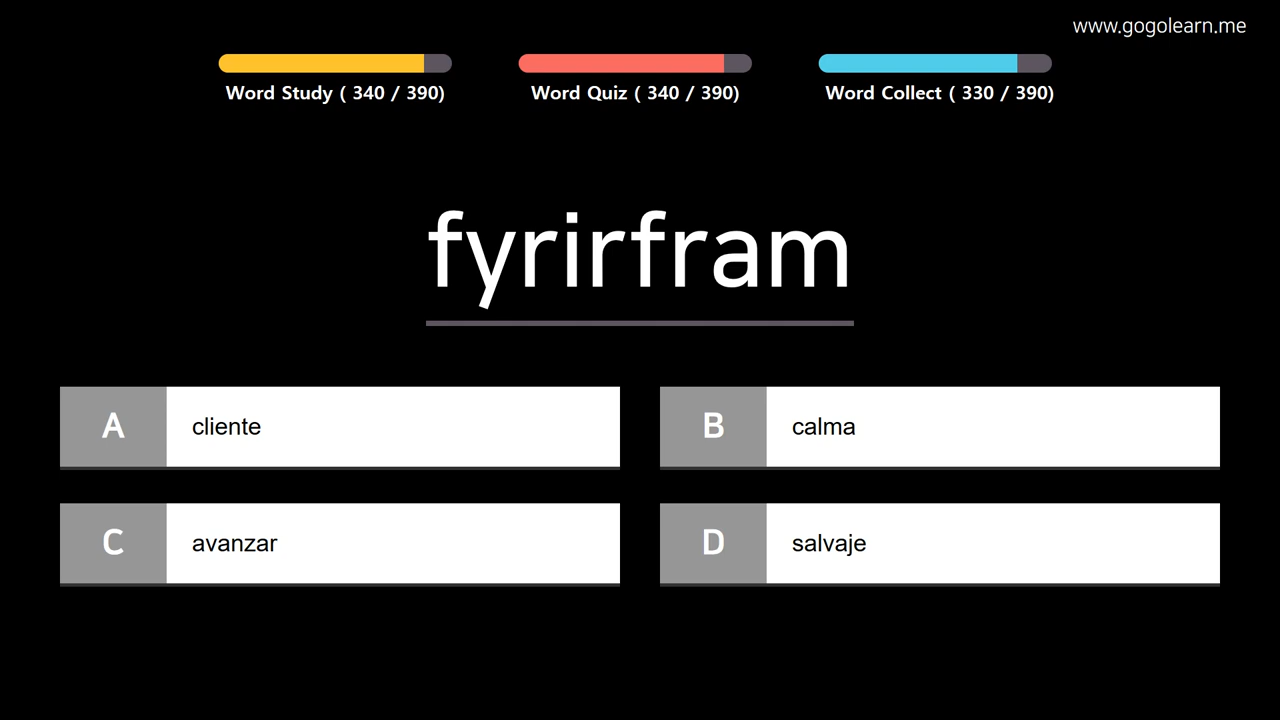 www.gogolearn.me
Word Study ( 340 / 390)
Word Quiz ( 340 / 390)
Word Collect ( 330 / 390)
fyrirfram
A cliente
B calma
C avanzar
D salvaje